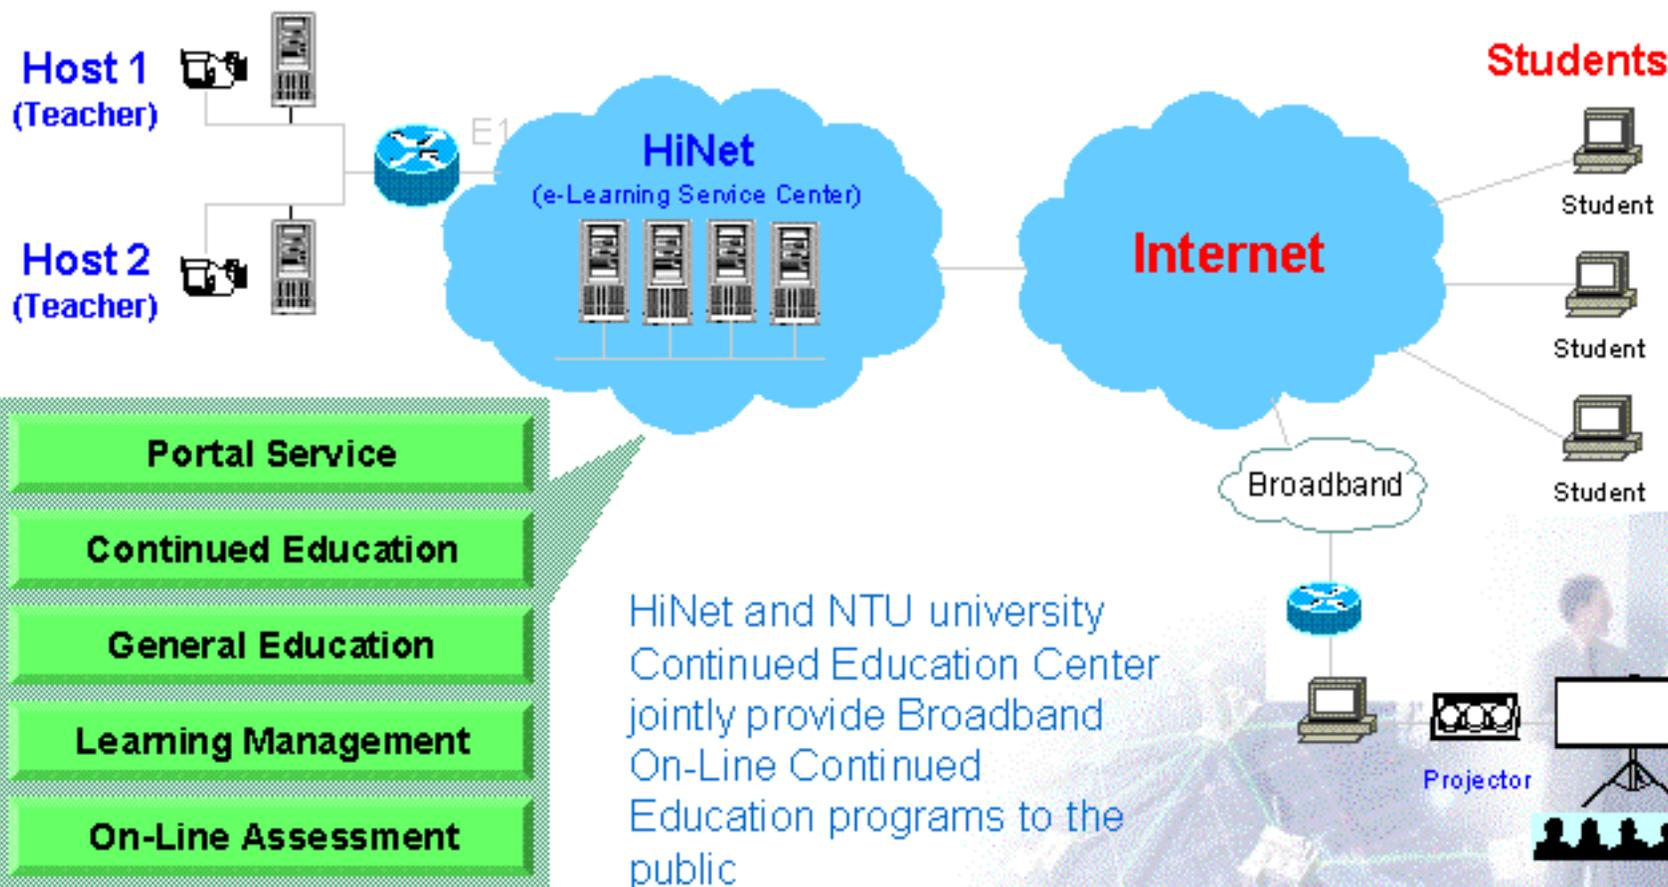 Host 1
(Teacher)
Host 2
(Teacher)
E1
HiNet
(e-Learning Service Center)
Internet
Students
Student
Student
Student
Broadband
Projector
Portal Service
Continued Education
General Education
Learning Management
On-Line Assessment
HiNet and NTU university
Continued Education Center
jointly provide Broadband
On-Line Continued
Education programs to the
public